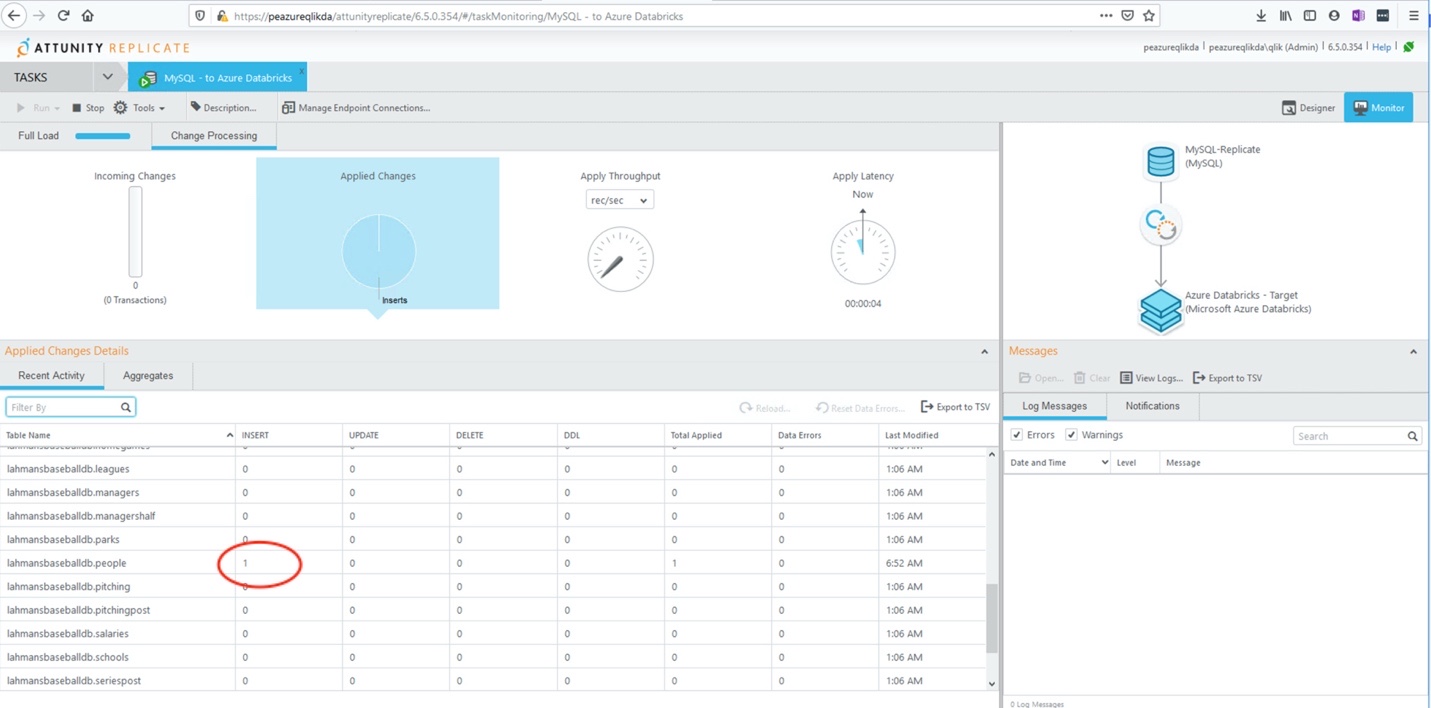 https://peazureqlikda/attunityreplicate/6.5.0.354/#/taskMonitoring/MySQL - to Azure Databricks
ATTUNITY REPLICATE
peazureqlikda | peazureqlikda\qlik (Admin) | 6.5.0.354 | Help
TASKS
MySQL - to Azure Databricks
x
Run
Stop
Tools
Description...
Manage Endpoint Connections...
Designer
Monitor
Full Load
Change Processing
Incoming Changes
0
(0 Transactions)
Applied Changes
Inserts
Apply Throughput
rec/sec
Apply Latency
Now
00:00:04
MySQL-Replicate
(MySQL)
Azure Databricks - Target
(Microsoft Azure Databricks)
Applied Changes Details
Recent Activity
Aggregates
Filter By
Reload...
Reset Data Errors...
Export to TSV
Table Name INSERT UPDATE DELETE DDL Total Applied Data Errors Last Modified
lahmansbaseballdb.homegames 0 0 0 0 0 0 1:06 AM
lahmansbaseballdb.leagues 0 0 0 0 0 0 1:06 AM
lahmansbaseballdb.managers 0 0 0 0 0 0 1:06 AM
lahmansbaseballdb.managershalf 0 0 0 0 0 0 1:06 AM
lahmansbaseballdb.parks 0 0 0 0 0 0 1:06 AM
lahmansbaseballdb.people 1 0 0 0 1 0 6:52 AM
lahmansbaseballdb.pitching 0 0 0 0 0 0 1:06 AM
lahmansbaseballdb.pitchingpost 0 0 0 0 0 0 1:06 AM
lahmansbaseballdb.salaries 0 0 0 0 0 0 1:06 AM
lahmansbaseballdb.schools 0 0 0 0 0 0 1:06 AM
lahmansbaseballdb.seriespost 0 0 0 0 0 0 1:06 AM
Messages
Open...
Clear
View Logs...
Export to TSV
Log Messages
Notifications
Errors
Warnings
Search
Date and Time Level Message
0 Log Messages